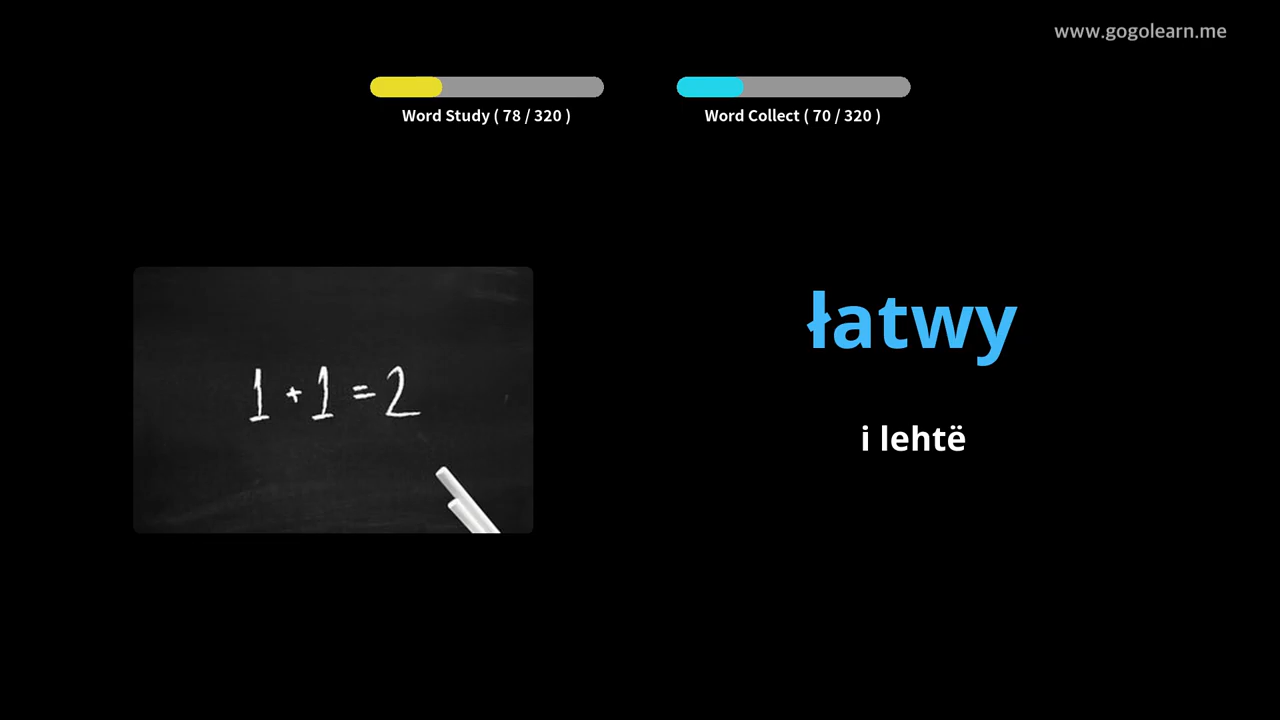 www.gogolearn.me
Word Study ( 78 / 320 )
Word Collect ( 70 / 320 )
1 + 1 = 2
łatwy
i lehtë